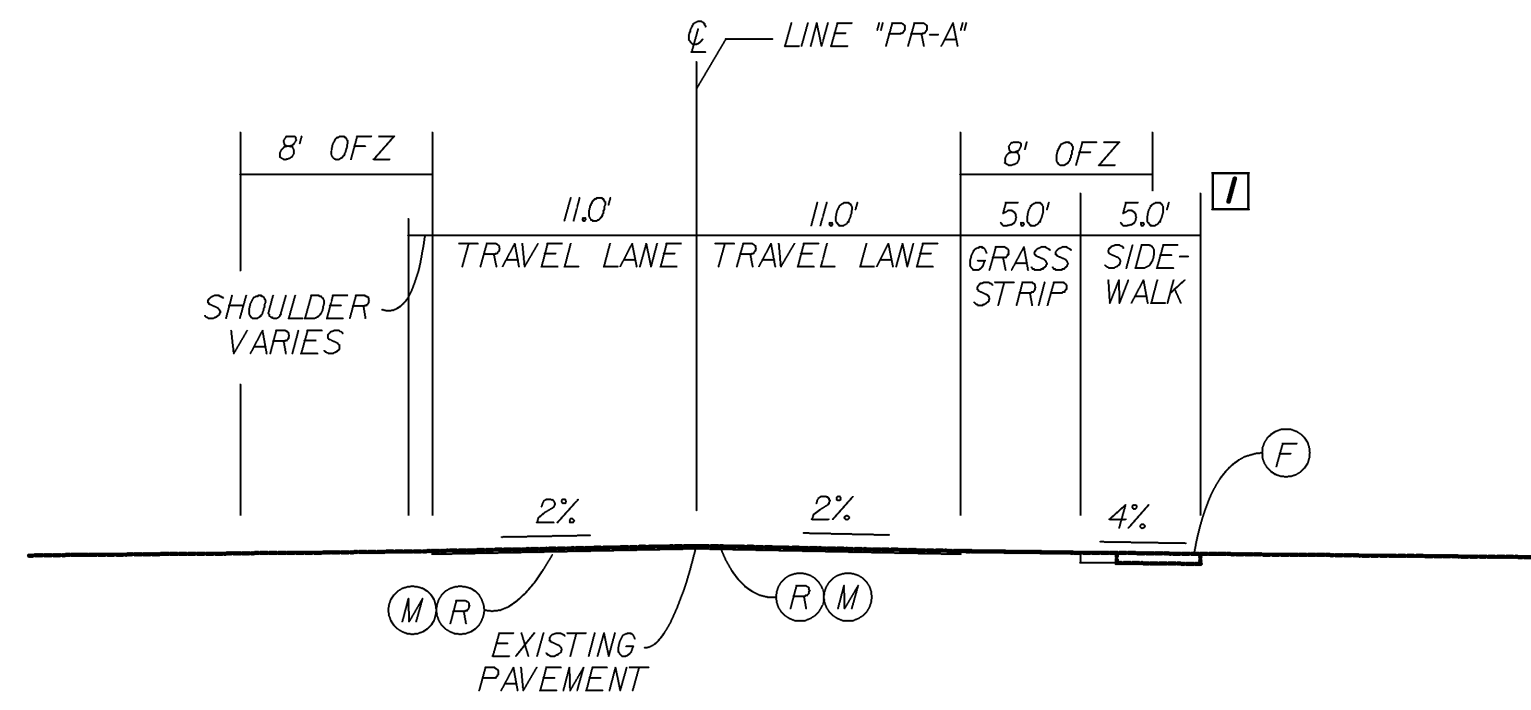 ℄ LINE "PR-A"
8' OFZ
8' OFZ
1
11.0'
11.0'
5.0'
5.0'
TRAVEL LANE
TRAVEL LANE
GRASS
STRIP
SIDE-
WALK
SHOULDER
VARIES
F
2%
2%
4%
M R
R M
EXISTING
PAVEMENT